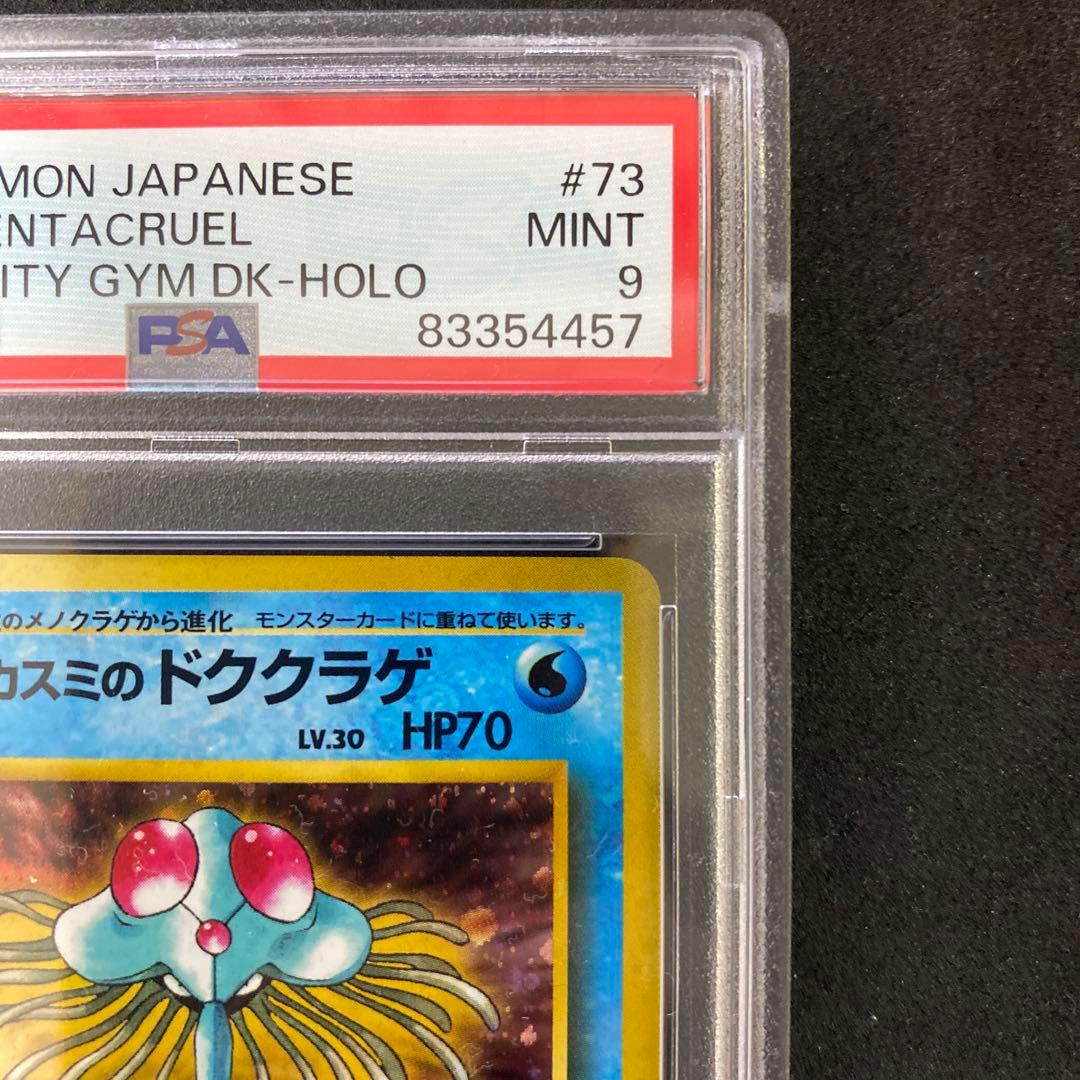 MON JAPANESE #73
ENTACRUEL MINT
ITY GYM DK-HOLO 9
PSA 83354457
のメノクラゲから進化 モンスターカードに重ねて使います。
カスミのドククラゲ
LV.30 HP70